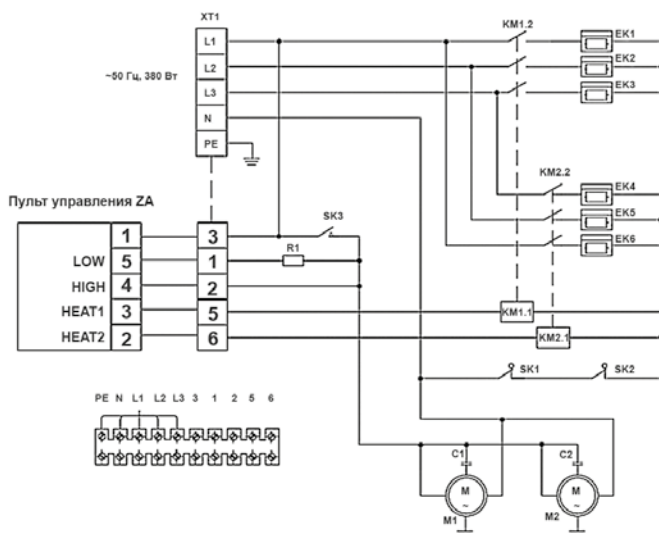 XT1
L1
L2
L3
N
PE
~50 Гц, 380 Вт
KM1.2
EK1
EK2
EK3
KM2.2
EK4
EK5
EK6
Пульт управления ZA
1
LOW 5
HIGH 4
HEAT1 3
HEAT2 2
3
1
2
5
6
SK3
R1
KM1.1
KM2.1
SK1
SK2
PE N L1 L2 L3 3 1 2 5 6
C1
M
~
M1
C2
M
~
M2